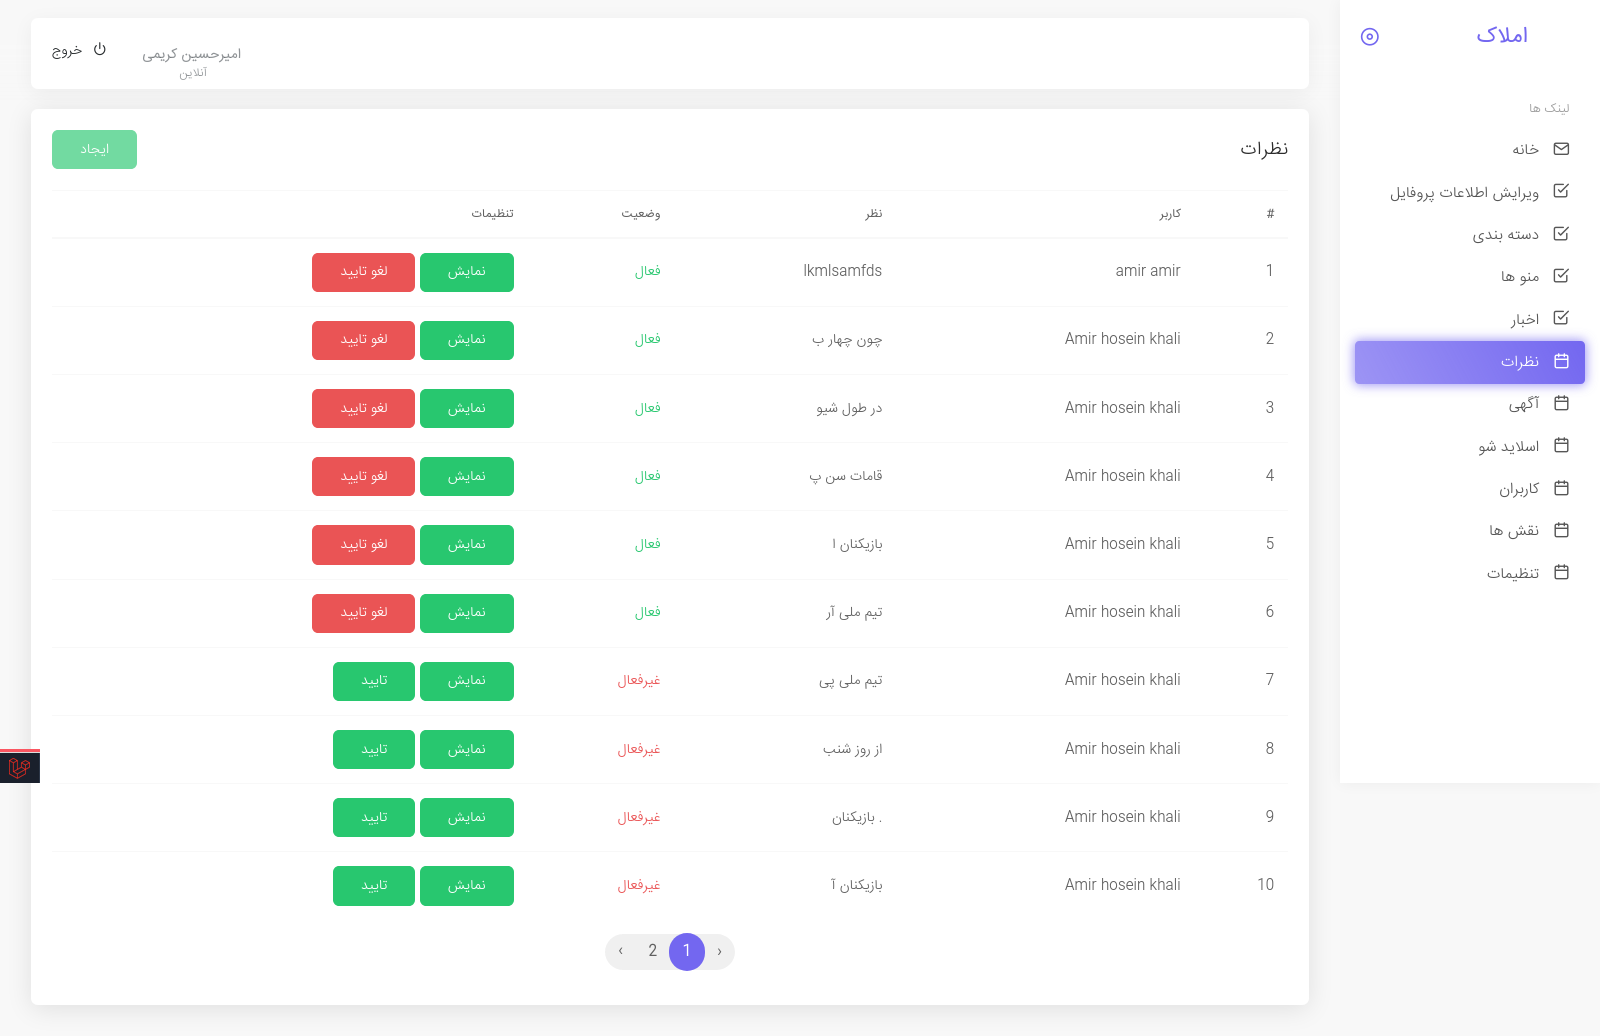 املاک
لینک ها
خانه
ویرایش اطلاعات پروفایل
دسته بندی
منو ها
اخبار
نظرات
آگهی
اسلاید شو
کاربران
نقش ها
تنظیمات
امیرحسین کریمی
آنلاین
خروج
نظرات ایجاد
# کاربر نظر وضعیت تنظیمات
1 amir amir lkmlsamfds فعال نمایش لغو تایید
2 Amir hosein khali چون چهار ب فعال نمایش لغو تایید
3 Amir hosein khali در طول شیو فعال نمایش لغو تایید
4 Amir hosein khali قامات سن پ فعال نمایش لغو تایید
5 Amir hosein khali بازیکنان ا فعال نمایش لغو تایید
6 Amir hosein khali تیم ملی آر فعال نمایش لغو تایید
7 Amir hosein khali تیم ملی پی غیرفعال نمایش تایید
8 Amir hosein khali از روز شنب غیرفعال نمایش تایید
9 Amir hosein khali . بازیکنان غیرفعال نمایش تایید
10 Amir hosein khali بازیکنان آ غیرفعال نمایش تایید
‹ 1 2 ›